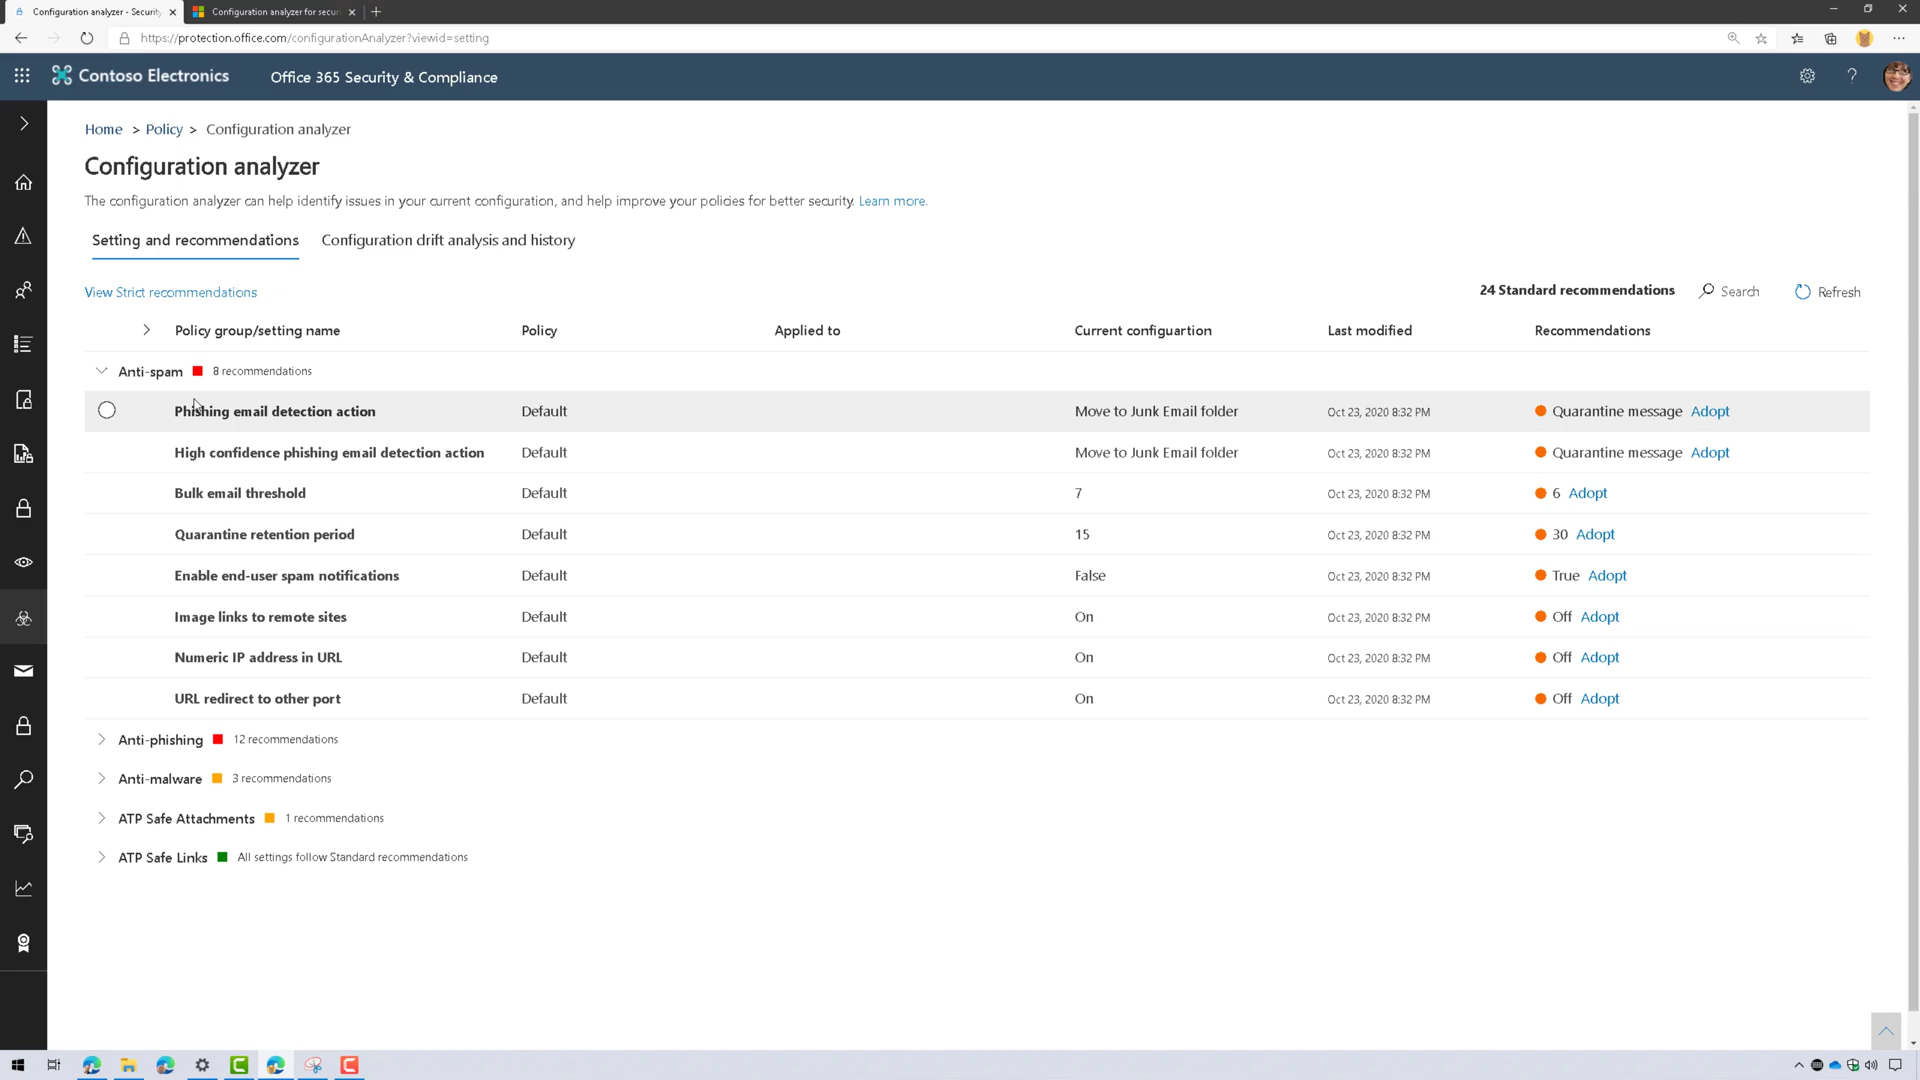 Configuration analyzer - Security
Configuration analyzer for secur
https://protection.office.com/configurationAnalyzer?viewid=setting
Contoso Electronics
Office 365 Security & Compliance
Home > Policy > Configuration analyzer
Configuration analyzer
The configuration analyzer can help identify issues in your current configuration, and help improve your policies for better security. Learn more.
Setting and recommendations Configuration drift analysis and history
View Strict recommendations 24 Standard recommendations Search Refresh
Policy group/setting name Policy Applied to Current configuartion Last modified Recommendations
Anti-spam 8 recommendations
Phishing email detection action Default Move to Junk Email folder Oct 23, 2020 8:32 PM Quarantine message Adopt
High confidence phishing email detection action Default Move to Junk Email folder Oct 23, 2020 8:32 PM Quarantine message Adopt
Bulk email threshold Default 7 Oct 23, 2020 8:32 PM 6 Adopt
Quarantine retention period Default 15 Oct 23, 2020 8:32 PM 30 Adopt
Enable end-user spam notifications Default False Oct 23, 2020 8:32 PM True Adopt
Image links to remote sites Default On Oct 23, 2020 8:32 PM Off Adopt
Numeric IP address in URL Default On Oct 23, 2020 8:32 PM Off Adopt
URL redirect to other port Default On Oct 23, 2020 8:32 PM Off Adopt
Anti-phishing 12 recommendations
Anti-malware 3 recommendations
ATP Safe Attachments 1 recommendations
ATP Safe Links All settings follow Standard recommendations